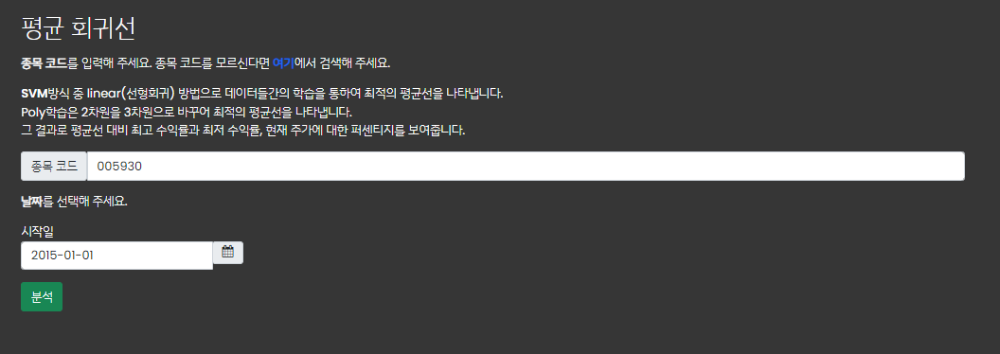 평균 회귀선
종목 코드를 입력해 주세요. 종목 코드를 모르신다면 여기에서 검색해 주세요.
SVM방식 중 linear(선형회귀) 방법으로 데이터들간의 학습을 통하여 최적의 평균선을 나타냅니다.
Poly학습은 2차원을 3차원으로 바꾸어 최적의 평균선을 나타냅니다.
그 결과로 평균선 대비 최고 수익률과 최저 수익률, 현재 주가에 대한 퍼센티지를 보여줍니다.
종목 코드 005930
날짜를 선택해 주세요.
시작일
2015-01-01
분석